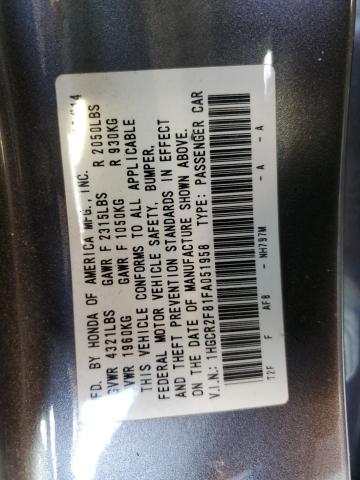 FD. BY HONDA OF AMERICA MFG., INC. 14
GVWR 4321LBS GAWR F 2315LBS R 2050LBS
VWR 1960KG GAWR F 1050KG R 930KG
THIS VEHICLE CONFORMS TO ALL APPLICABLE
FEDERAL MOTOR VEHICLE SAFETY, BUMPER,
AND THEFT PREVENTION STANDARDS IN EFFECT
ON THE DATE OF MANUFACTURE SHOWN ABOVE.
V.I.N.: 1HGCR2F81FA051958 TYPE: PASSENGER CAR
T2F F AF8 - NH797M - A - A